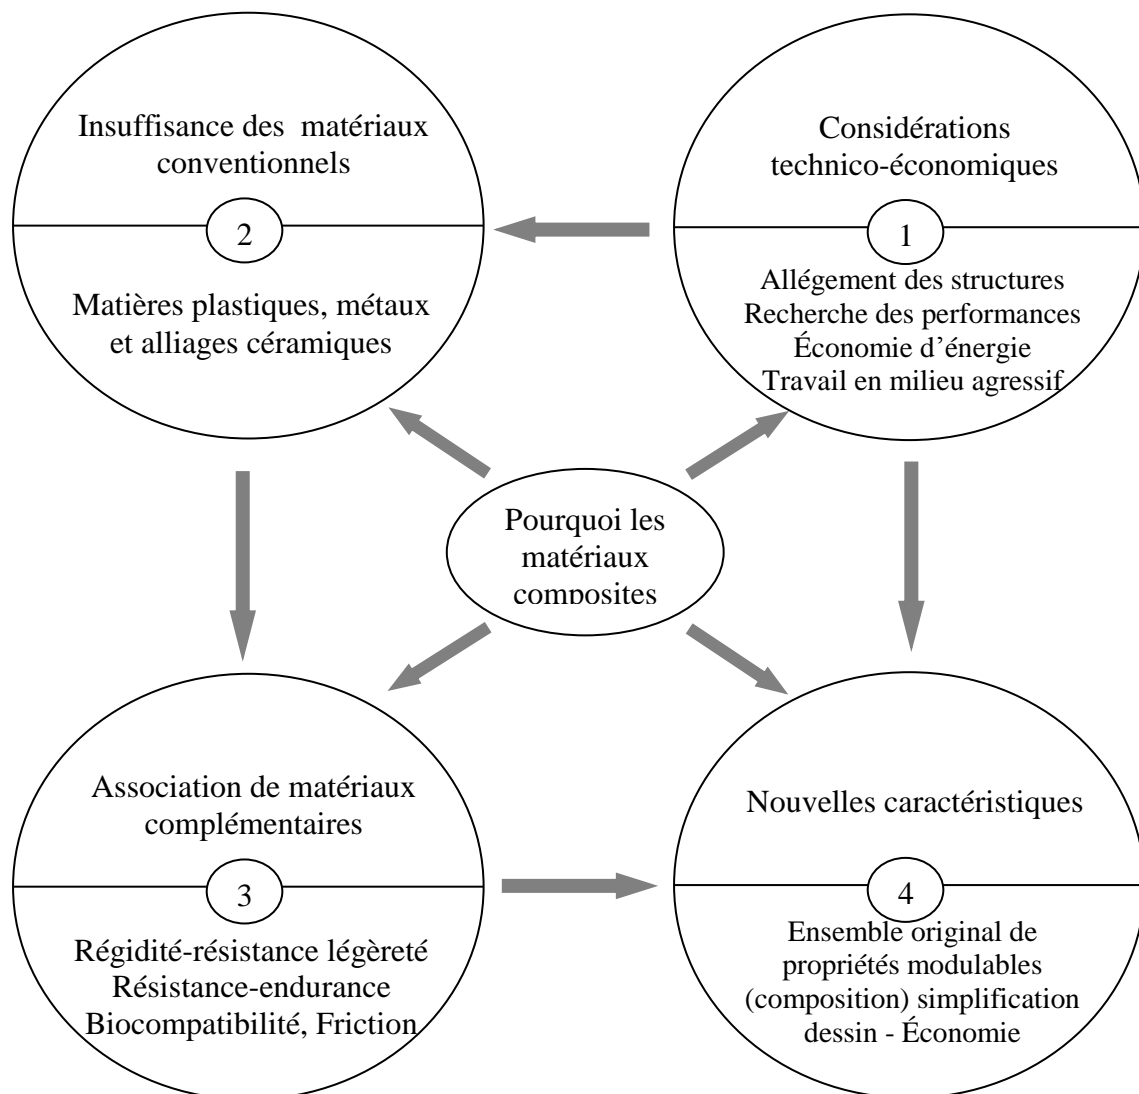 Insuffisance des matériaux
conventionnels
2
Matières plastiques, métaux
et alliages céramiques
Considérations
technico-économiques
1
Allégement des structures
Recherche des performances
Économie d’énergie
Travail en milieu agressif
Pourquoi les
matériaux
composites
Association de matériaux
complémentaires
3
Régidité-résistance légèreté
Résistance-endurance
Biocompatibilité, Friction
Nouvelles caractéristiques
4
Ensemble original de
propriétés modulables
(composition) simplification
dessin - Économie